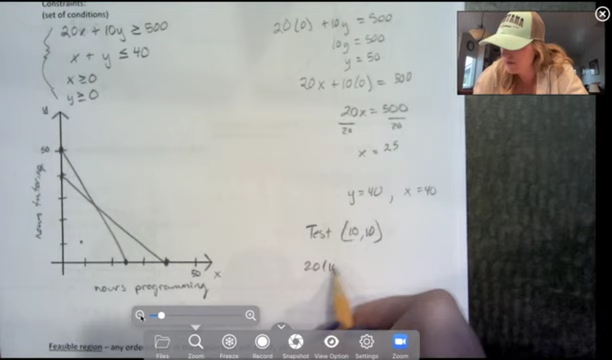 Constraints:
(set of conditions)
20x + 10y ≥ 500
x + y ≤ 40
x ≥ 0
y ≥ 0
20(0) + 10y = 500
10y = 500
y = 50
20x + 10(0) = 500
20x = 500
20 20
x = 25
y = 40 , x = 40
Test (10,10)
20(1
50
hours tutoring
50 x
hours programming
Feasible region – any orde
Files Zoom Freeze Record Snapshot View Option Settings Zoom